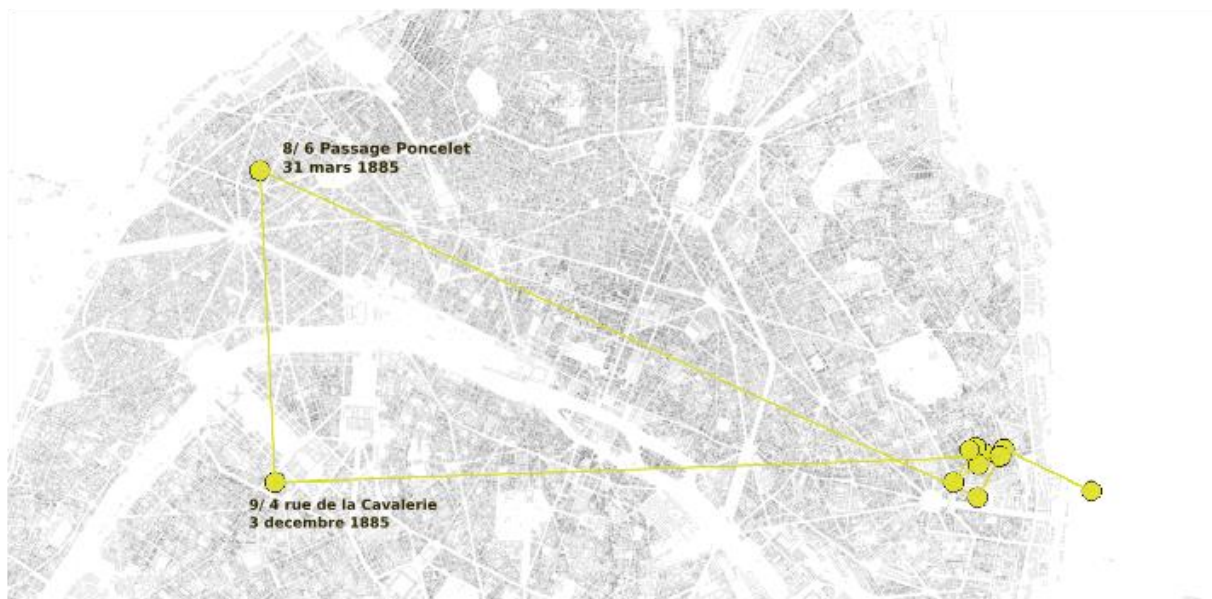 8/ 6 Passage Poncelet
31 mars 1885
9/ 4 rue de la Cavalerie
3 decembre 1885